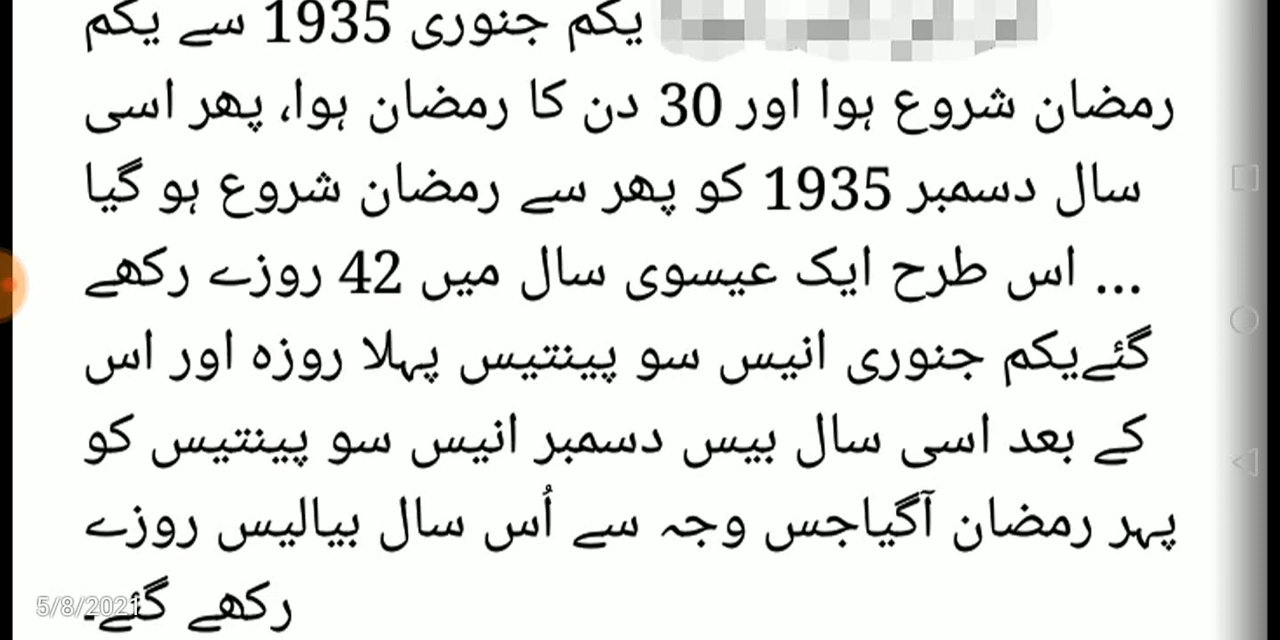 یکم جنوری 1935 سے یکم
رمضان شروع ہوا اور 30 دن کا رمضان ہوا، پھر اسی
سال دسمبر 1935 کو پھر سے رمضان شروع ہو گیا
... اس طرح ایک عیسوی سال میں 42 روزے رکھے
گئےیکم جنوری انیس سو پینتیس پہلا روزہ اور اس
کے بعد اسی سال بیس دسمبر انیس سو پینتیس کو
پہر رمضان آگیاجس وجہ سے اُس سال بیالیس روزے
رکھے گئے۔
5/8/2021